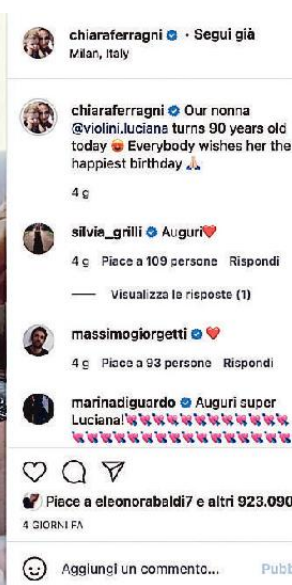 chiaraferragni • Segui già
Milan, Italy
chiaraferragni Our nonna
@violini.luciana turns 90 years old
today 😍 Everybody wishes her the
happiest birthday 🙏🏻
4 g
silvia_grilli Auguri❤️
4 g Piace a 109 persone Rispondi
Visualizza le risposte (1)
massimogiorgetti ❤️
4 g Piace a 93 persone Rispondi
marinadiguardo Auguri super
Luciana!💘💘💘💘💘💘💘💘💘💘
💘💘💘💘💘💘💘💘💘💘💘💘💘
Piace a eleonorabaldi7 e altri 923.090
4 GIORNI FA
Aggiungi un commento... Pubb